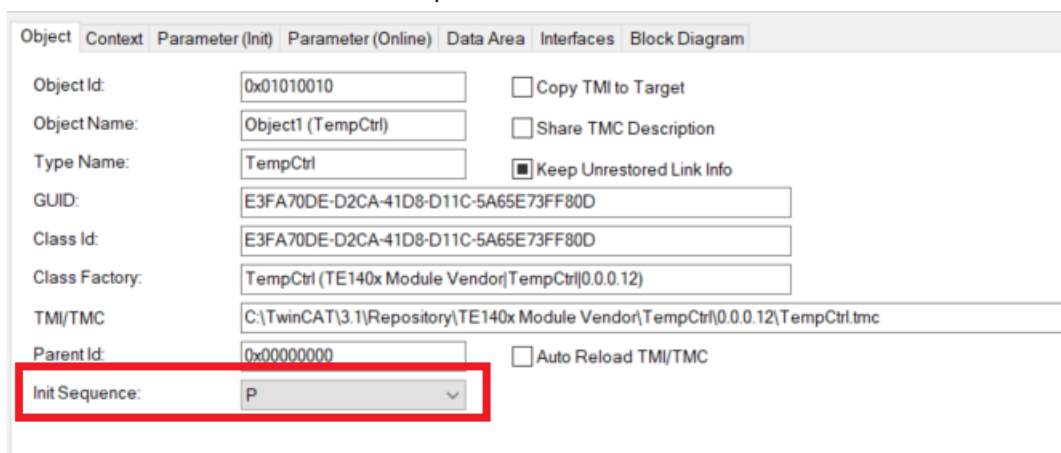 Object Context Parameter (Init) Parameter (Online) Data Area Interfaces Block Diagram
Object Id: 0x01010010 Copy TMI to Target
Object Name: Object1 (TempCtrl) Share TMC Description
Type Name: TempCtrl Keep Unrestored Link Info
GUID: E3FA70DE-D2CA-41D8-D11C-5A65E73FF80D
Class Id: E3FA70DE-D2CA-41D8-D11C-5A65E73FF80D
Class Factory: TempCtrl (TE140x Module Vendor|TempCtrl|0.0.0.12)
TMI/TMC C:\TwinCAT\3.1\Repository\TE140x Module Vendor\TempCtrl\0.0.0.12\TempCtrl.tmc
Parent Id: 0x00000000 Auto Reload TMI/TMC
Init Sequence: P